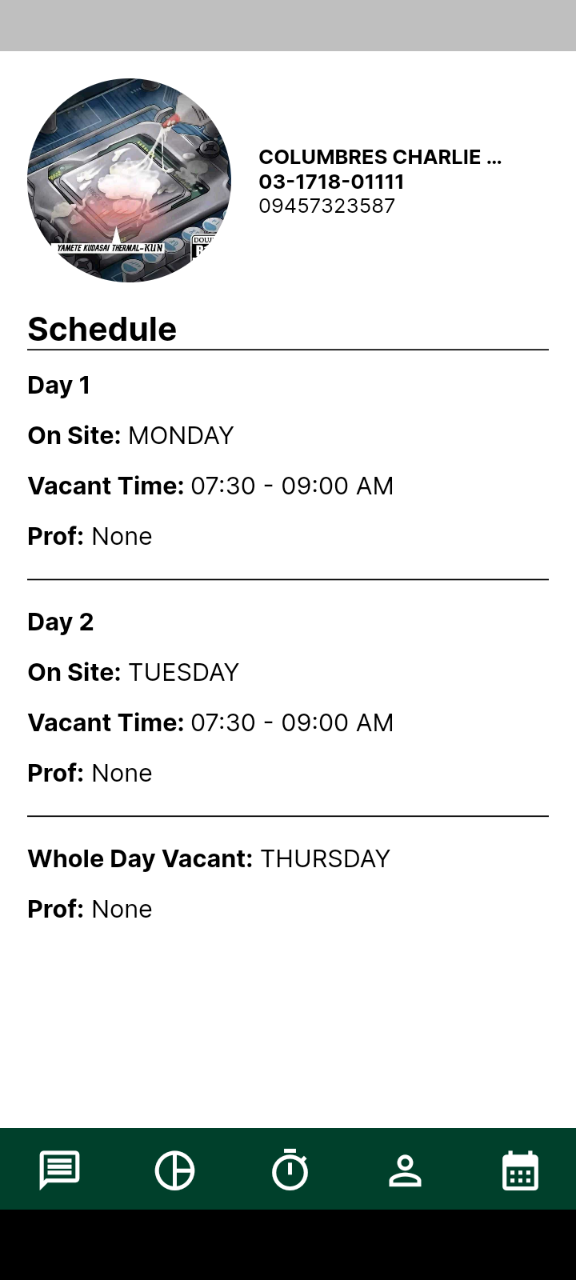 COLUMBRES CHARLIE ...
03-1718-01111
09457323587
YAMETE KUDASAI THERMAL-KUN
Schedule
Day 1
On Site: MONDAY
Vacant Time: 07:30 - 09:00 AM
Prof: None
Day 2
On Site: TUESDAY
Vacant Time: 07:30 - 09:00 AM
Prof: None
Whole Day Vacant: THURSDAY
Prof: None